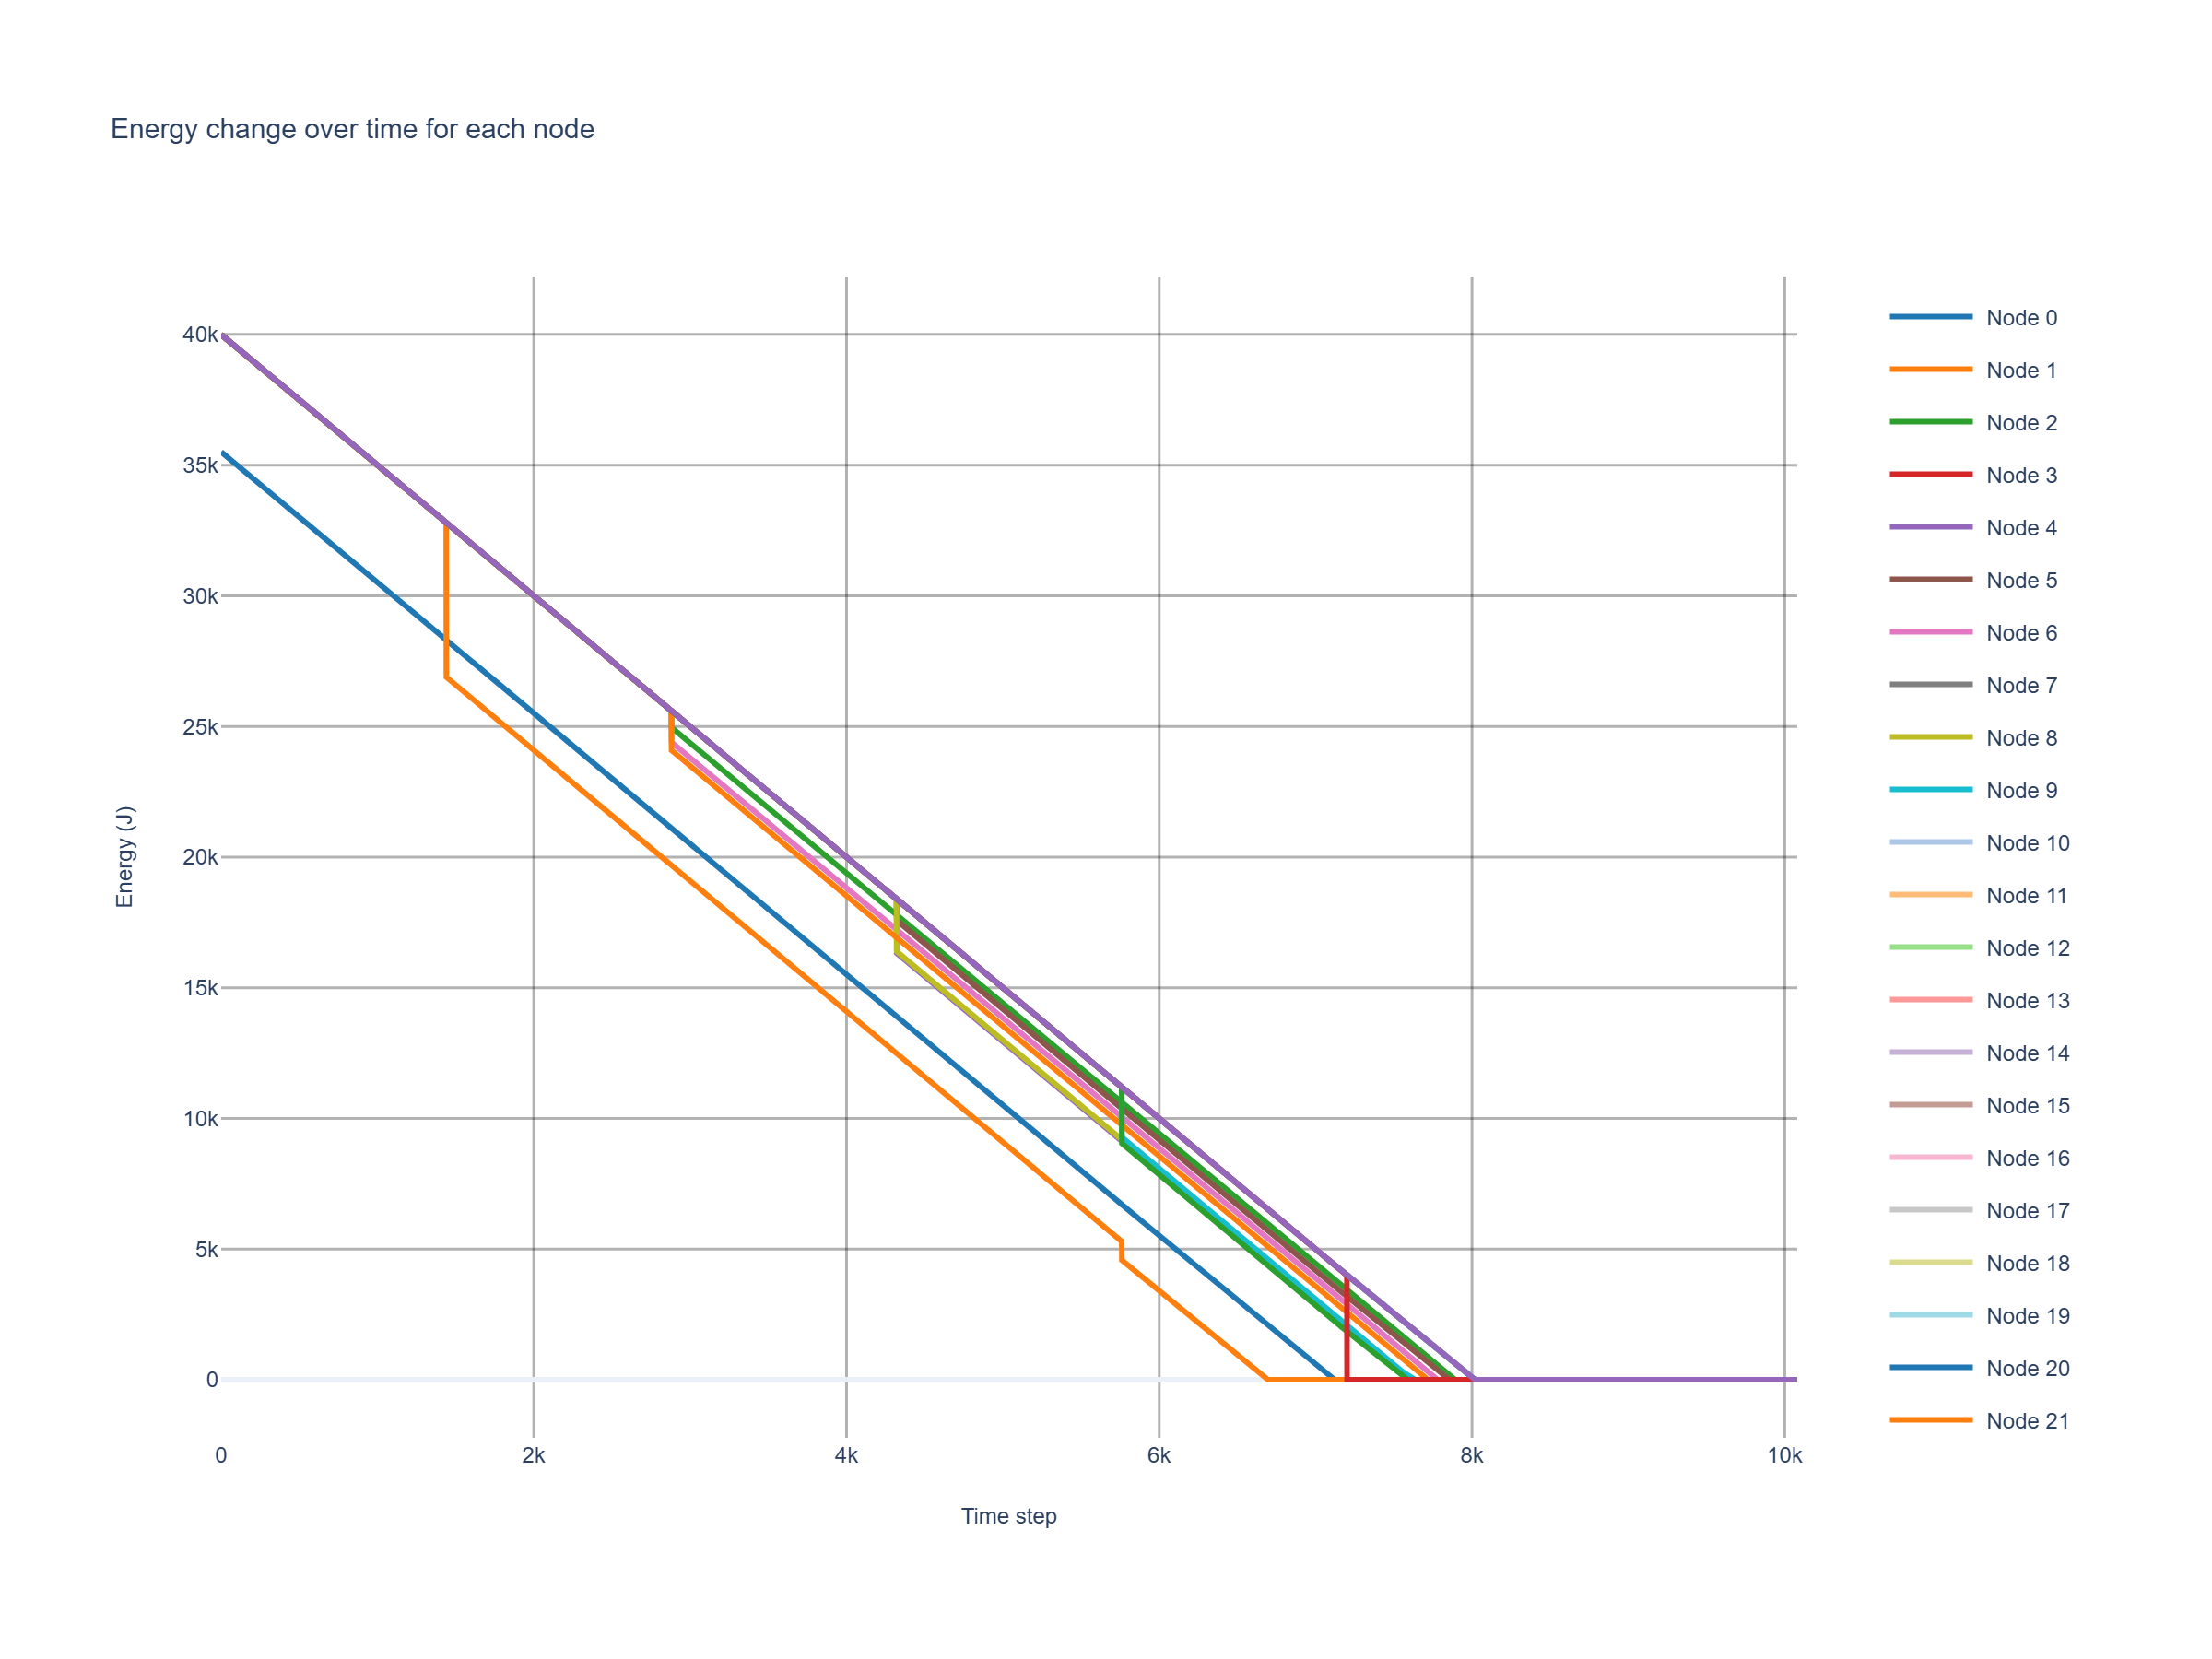 Energy change over time for each node
40k
35k
30k
25k
20k
15k
10k
5k
0
0
2k
4k
6k
8k
10k
Energy (J)
Time step
Node 0
Node 1
Node 2
Node 3
Node 4
Node 5
Node 6
Node 7
Node 8
Node 9
Node 10
Node 11
Node 12
Node 13
Node 14
Node 15
Node 16
Node 17
Node 18
Node 19
Node 20
Node 21